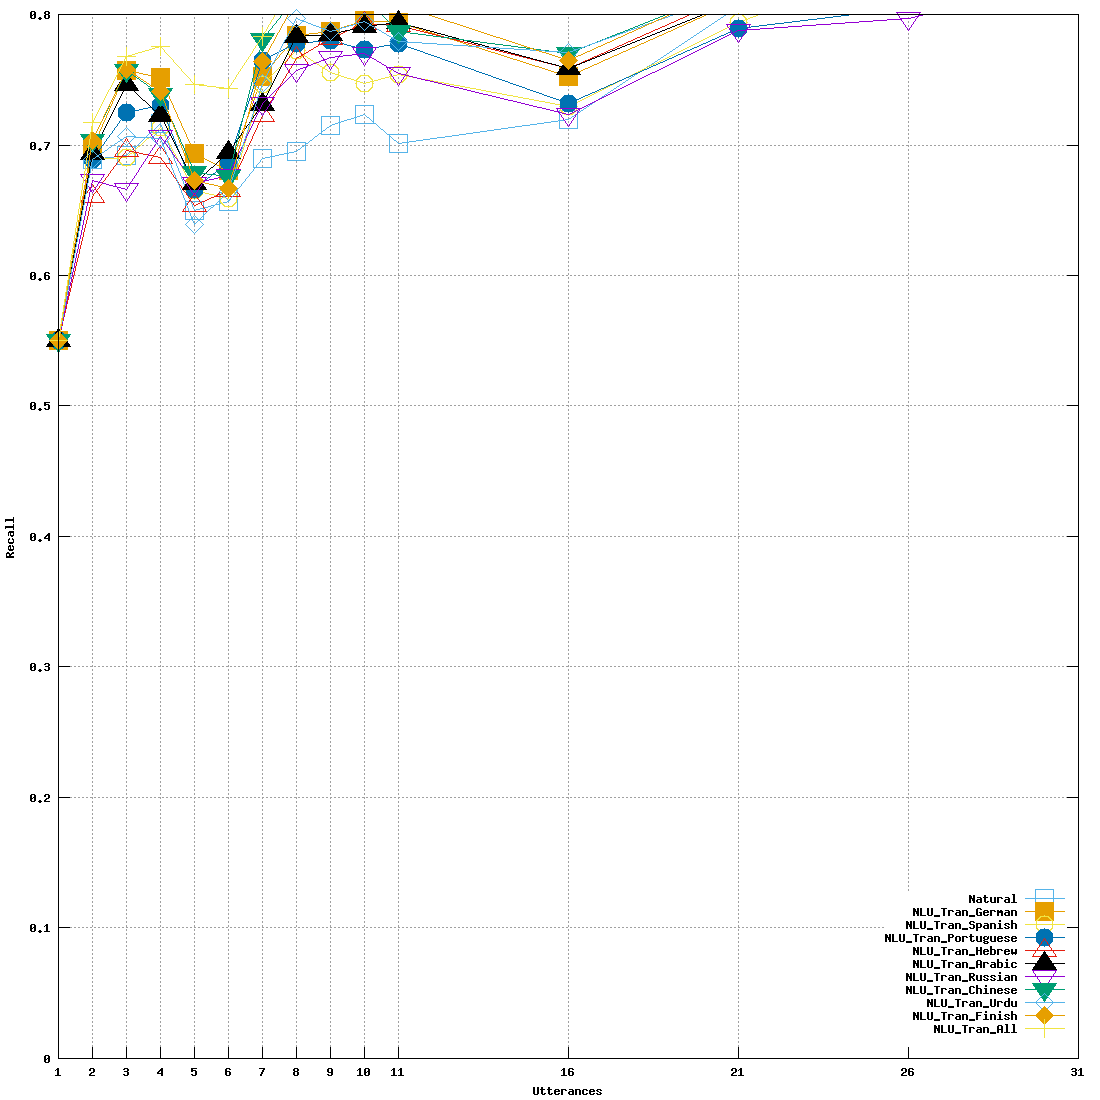 0.8
0.7
0.6
0.5
0.4
0.3
0.2
0.1
0
Recall
1 2 3 4 5 6 7 8 9 10 11 16 21 26 31
Utterances
Natural
NLU_Tran_German
NLU_Tran_Spanish
NLU_Tran_Portuguese
NLU_Tran_Hebrew
NLU_Tran_Arabic
NLU_Tran_Russian
NLU_Tran_Chinese
NLU_Tran_Urdu
NLU_Tran_Finish
NLU_Tran_All